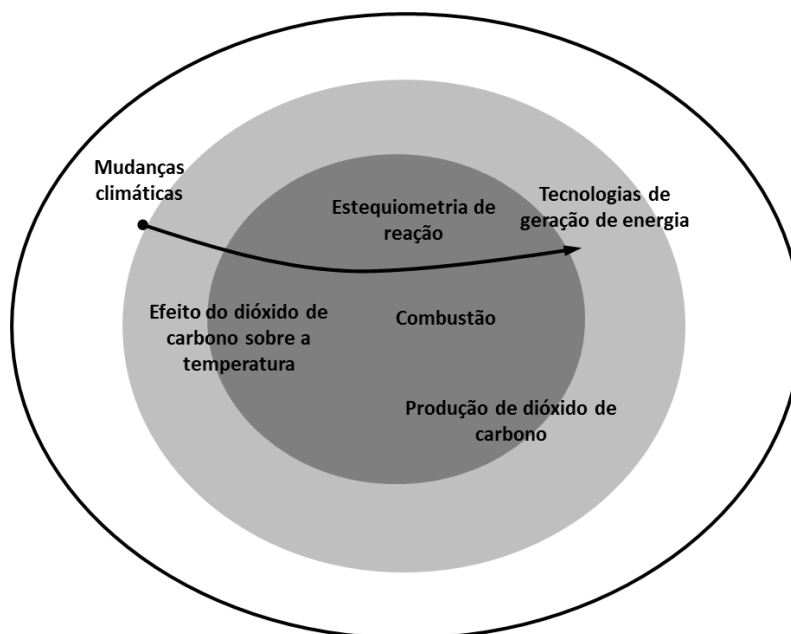 Mudanças
climáticas
Estequiometria de
reação
Tecnologias de
geração de energia
Efeito do dióxido de
carbono sobre a
temperatura
Combustão
Produção de dióxido de
carbono